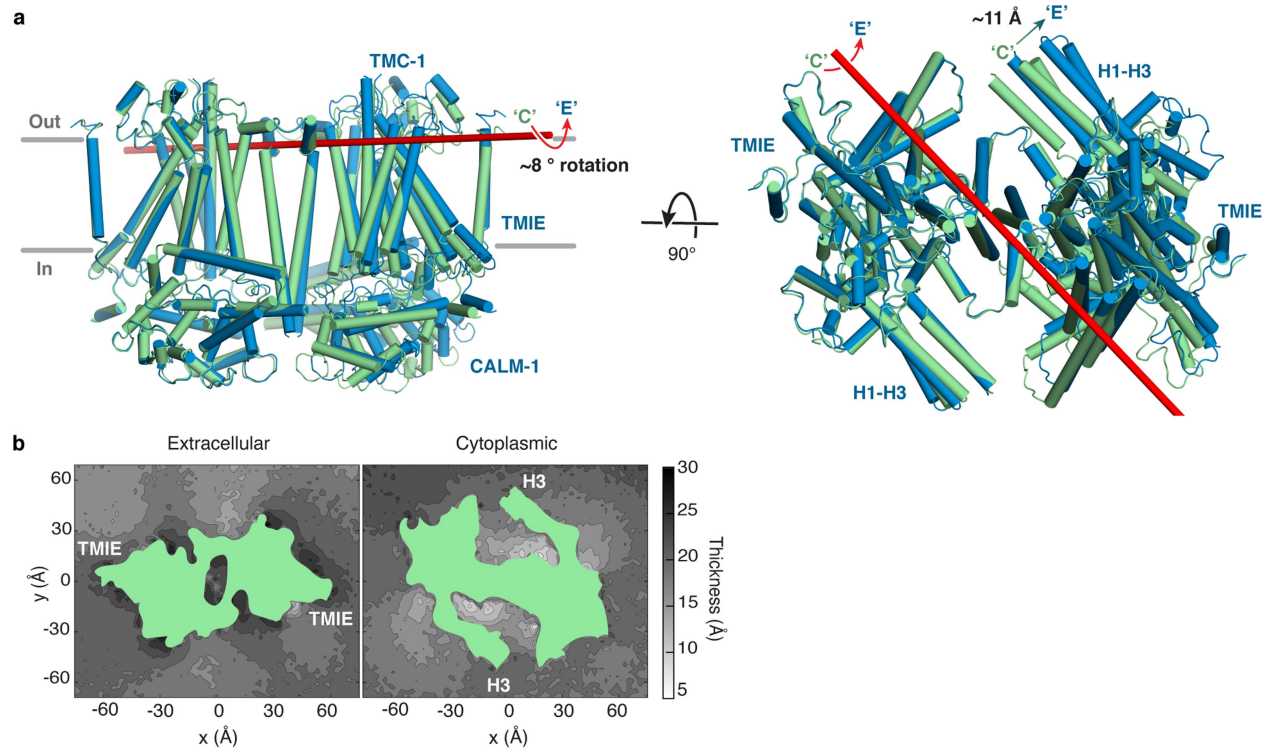 a
TMC-1
Out
‘C’
‘E’
~8 ° rotation
TMIE
In
CALM-1
90°
‘E’
‘C’
~11 Å
‘E’
‘C’
H1-H3
TMIE
TMIE
H1-H3
b
Extracellular
Cytoplasmic
60
30
0
-30
-60
y (Å)
TMIE
TMIE
-60
-30
0
30
60
x (Å)
H3
H3
-60
-30
0
30
60
x (Å)
30
25
20
15
10
5
Thickness (Å)